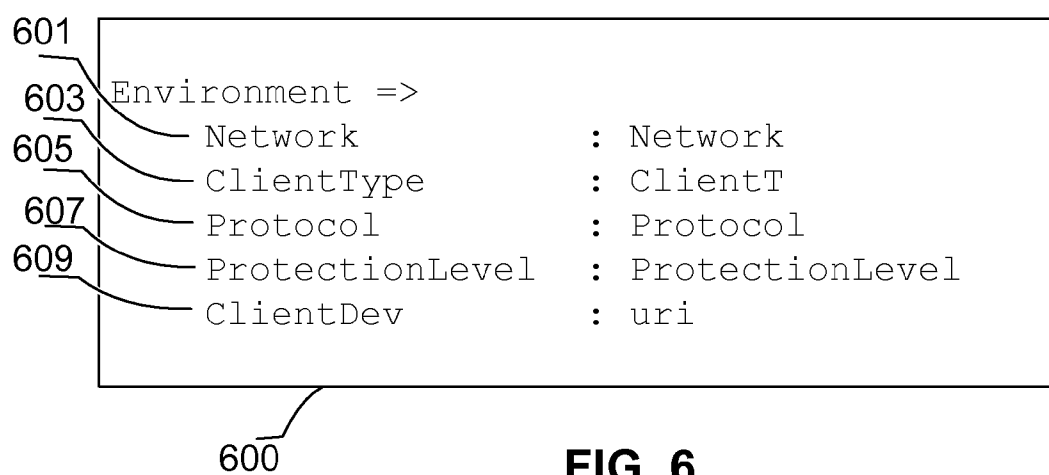 601
Environment =>
603
Network : Network
605
ClientType : ClientT
607
Protocol : Protocol
609
ProtectionLevel : ProtectionLevel
ClientDev : uri
600
FIG. 6